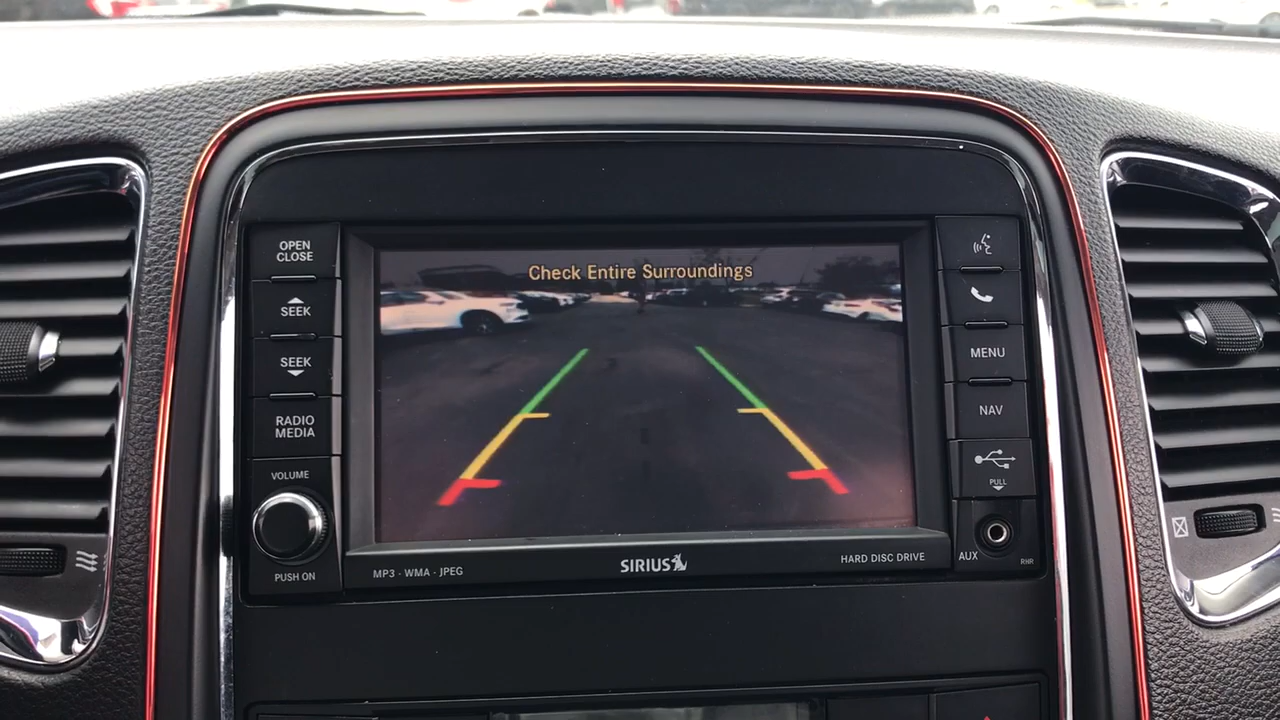 Check Entire Surroundings
OPEN
CLOSE
SEEK
SEEK
RADIO
MEDIA
VOLUME
PUSH ON
MP3 - WMA - JPEG
SIRIUS
HARD DISC DRIVE
MENU
NAV
PULL
AUX
RHR